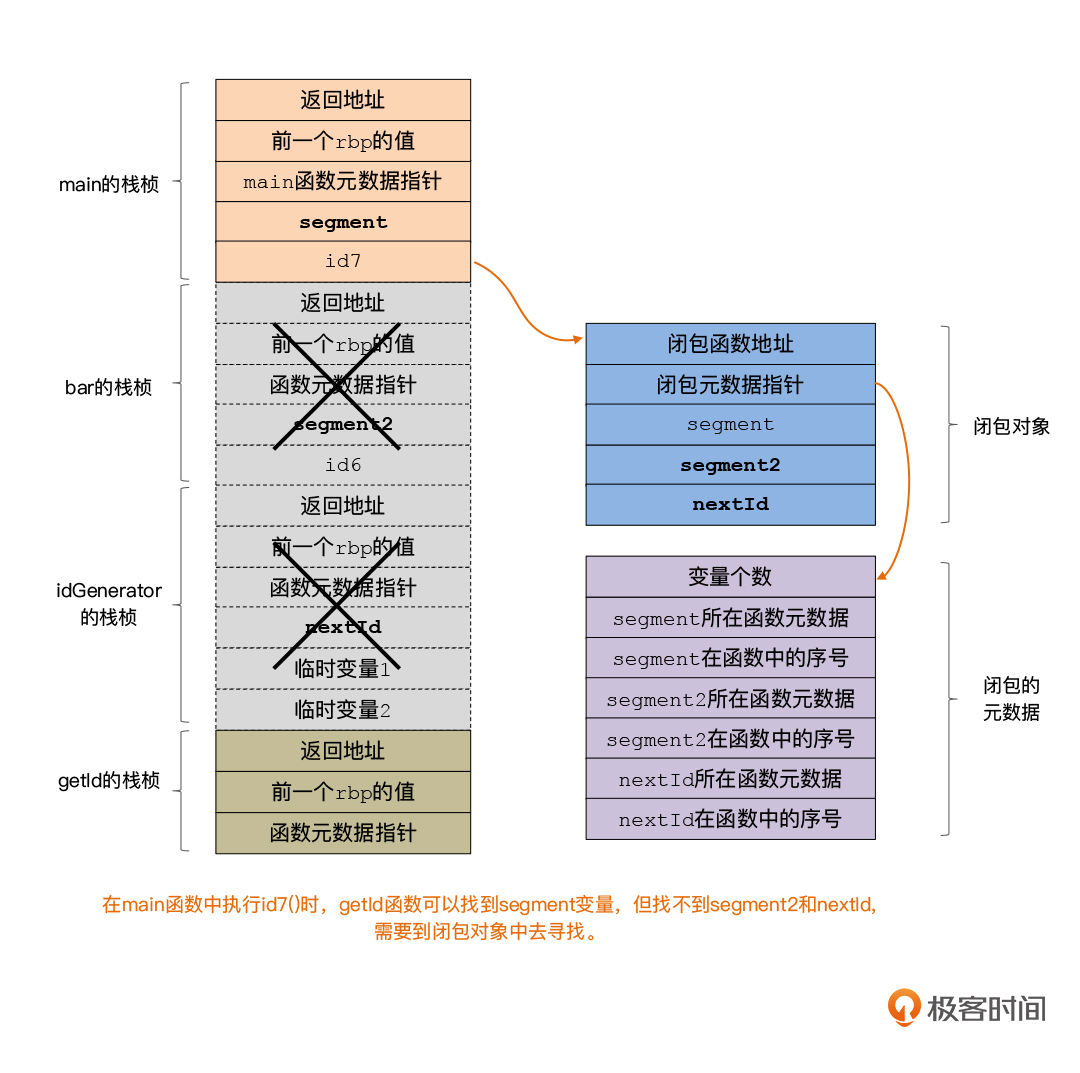 main的栈桢
返回地址
前一个rbp的值
main函数元数据指针
segment
id7
bar的栈桢
返回地址
前一个rbp的值
函数元数据指针
segment2
id6
idGenerator
的栈桢
返回地址
前一个rbp的值
函数元数据指针
nextId
临时变量1
临时变量2
getId的栈桢
返回地址
前一个rbp的值
函数元数据指针
闭包函数地址
闭包元数据指针
segment
segment2
nextId
闭包对象
变量个数
segment所在函数元数据
segment在函数中的序号
segment2所在函数元数据
segment2在函数中的序号
nextId所在函数元数据
nextId在函数中的序号
闭包的
元数据
在main函数中执行id7()时，getId函数可以找到segment变量，但找不到segment2和nextId,
需要到闭包对象中去寻找。
极客时间